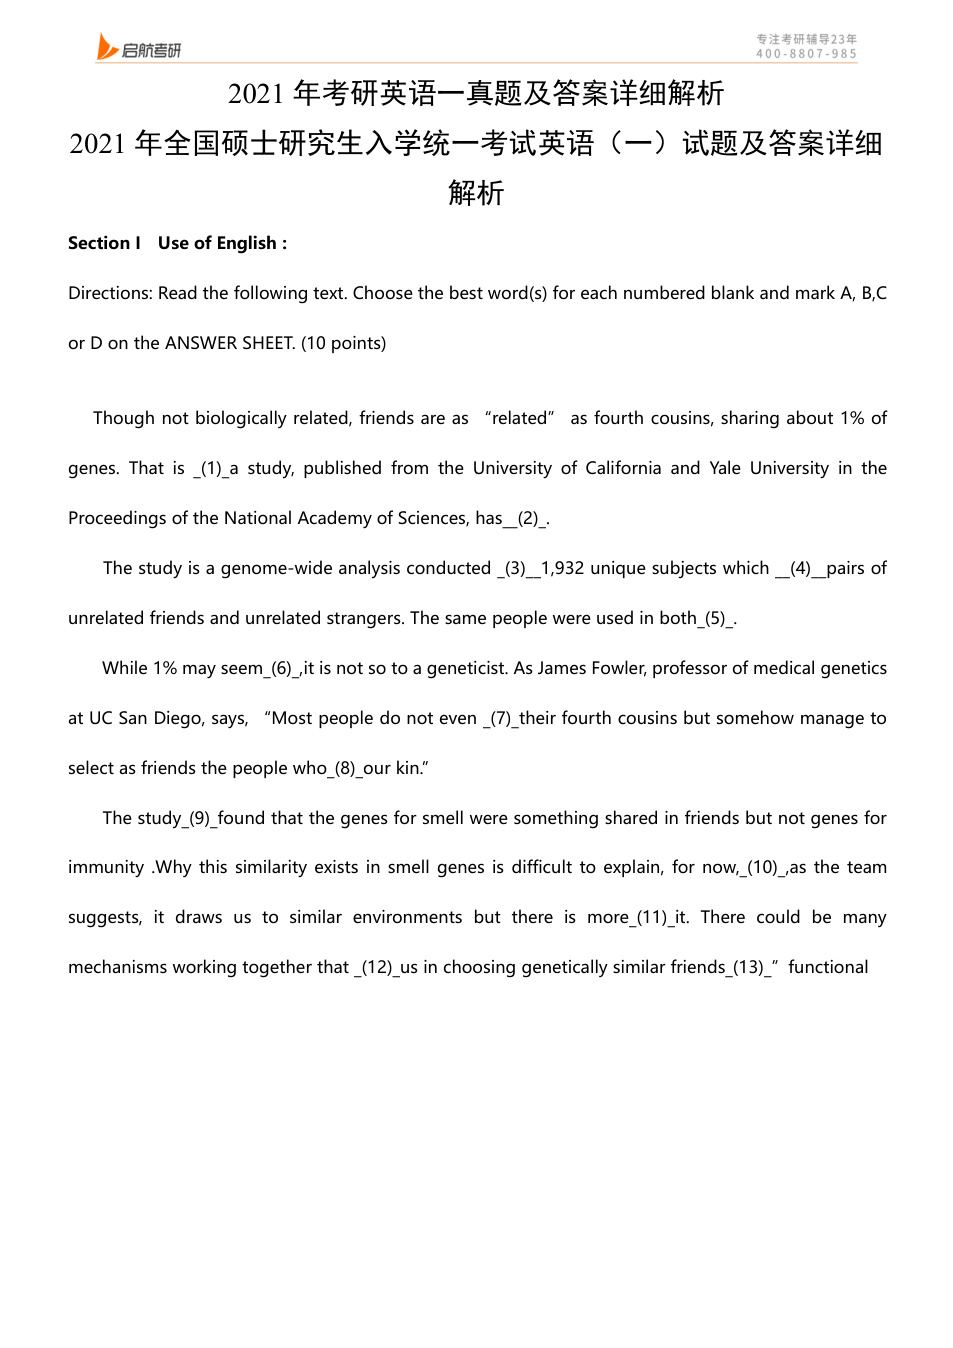 启航考研
专注考研辅导23年
400-8807-985
2021 年考研英语一真题及答案详细解析
2021 年全国硕士研究生入学统一考试英语（一）试题及答案详细
解析
Section I Use of English :
Directions: Read the following text. Choose the best word(s) for each numbered blank and mark A, B,C
or D on the ANSWER SHEET. (10 points)
Though not biologically related, friends are as “related” as fourth cousins, sharing about 1% of
genes. That is _(1)_a study, published from the University of California and Yale University in the
Proceedings of the National Academy of Sciences, has__(2)_.
The study is a genome-wide analysis conducted _(3)__1,932 unique subjects which __(4)__pairs of
unrelated friends and unrelated strangers. The same people were used in both_(5)_.
While 1% may seem_(6)_,it is not so to a geneticist. As James Fowler, professor of medical genetics
at UC San Diego, says, “Most people do not even _(7)_their fourth cousins but somehow manage to
select as friends the people who_(8)_our kin.”
The study_(9)_found that the genes for smell were something shared in friends but not genes for
immunity .Why this similarity exists in smell genes is difficult to explain, for now,_(10)_,as the team
suggests, it draws us to similar environments but there is more_(11)_it. There could be many
mechanisms working together that _(12)_us in choosing genetically similar friends_(13)_” functional